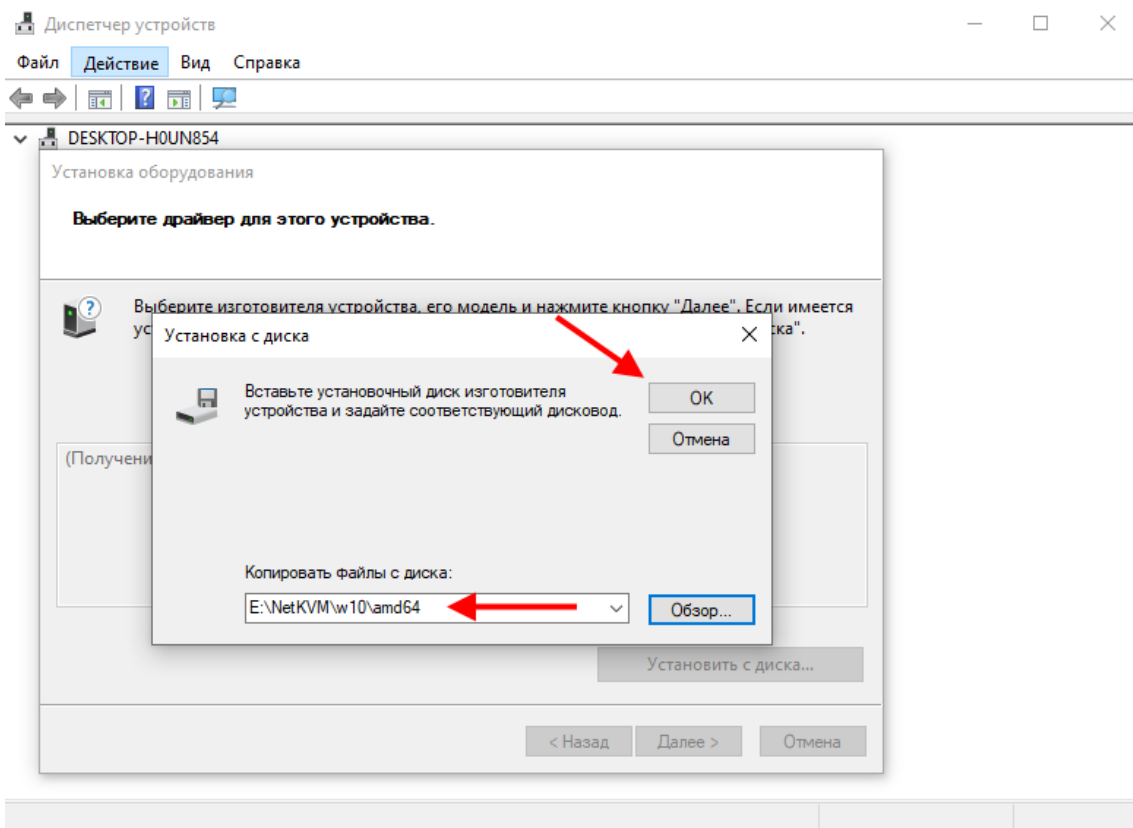 Диспетчер устройств
Файл Действие Вид Справка
DESKTOP-H0UN854
Установка оборудования
Выберите драйвер для этого устройства.
Выберите изготовителя устройства, его модель и нажмите кнопку "Далее". Если имеется
Установка с диска
Вставьте установочный диск изготовителя
устройства и задайте соответствующий дисковод.
OK
Отмена
(Получени
Копировать файлы с диска:
E:\NetKVM\w10\amd64
Обзор...
Установить с диска...
< Назад Далее > Отмена